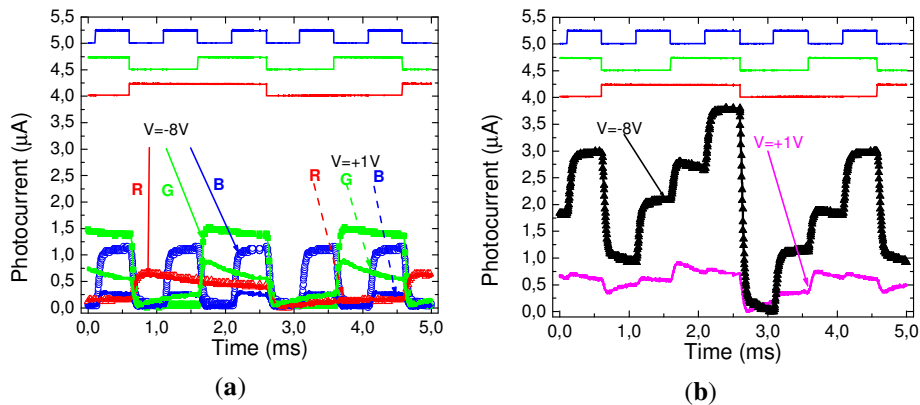 5,0
4,5
4,0
3,5
3,0
2,5
2,0
1,5
1,0
0,5
0,0
Photocurrent (μA)
V=-8V
R
G
B
V=+1V
R
G
B
0,0 1,0 2,0 3,0 4,0 5,0
Time (ms)
(a)
5,0
4,5
4,0
3,5
3,0
2,5
2,0
1,5
1,0
0,5
0,0
Photocurrent (μA)
V=-8V
V=+1V
0,0 1,0 2,0 3,0 4,0 5,0
Time (ms)
(b)